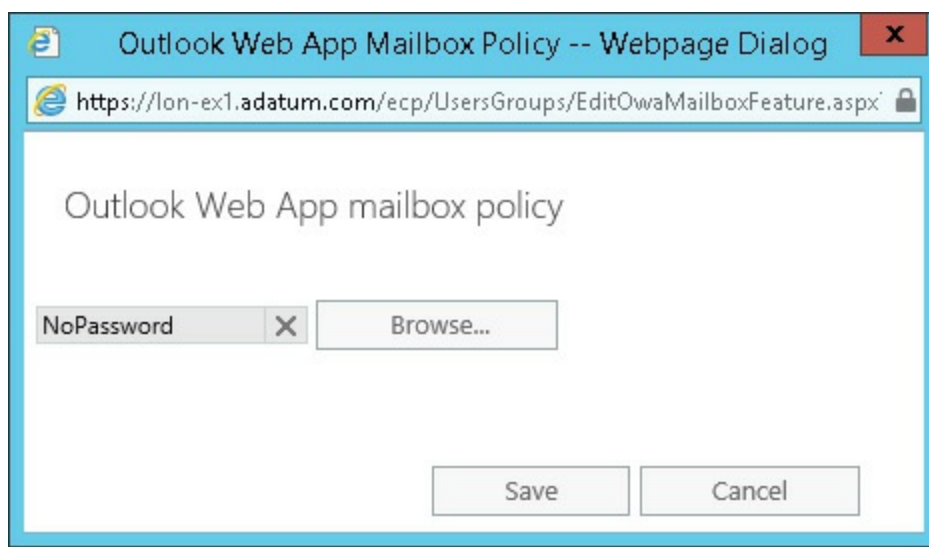 Outlook Web App Mailbox Policy -- Webpage Dialog
x
https://lon-ex1.adatum.com/ecp/UsersGroups/EditOwaMailboxFeature.aspx
Outlook Web App mailbox policy
NoPassword
Browse...
Save Cancel